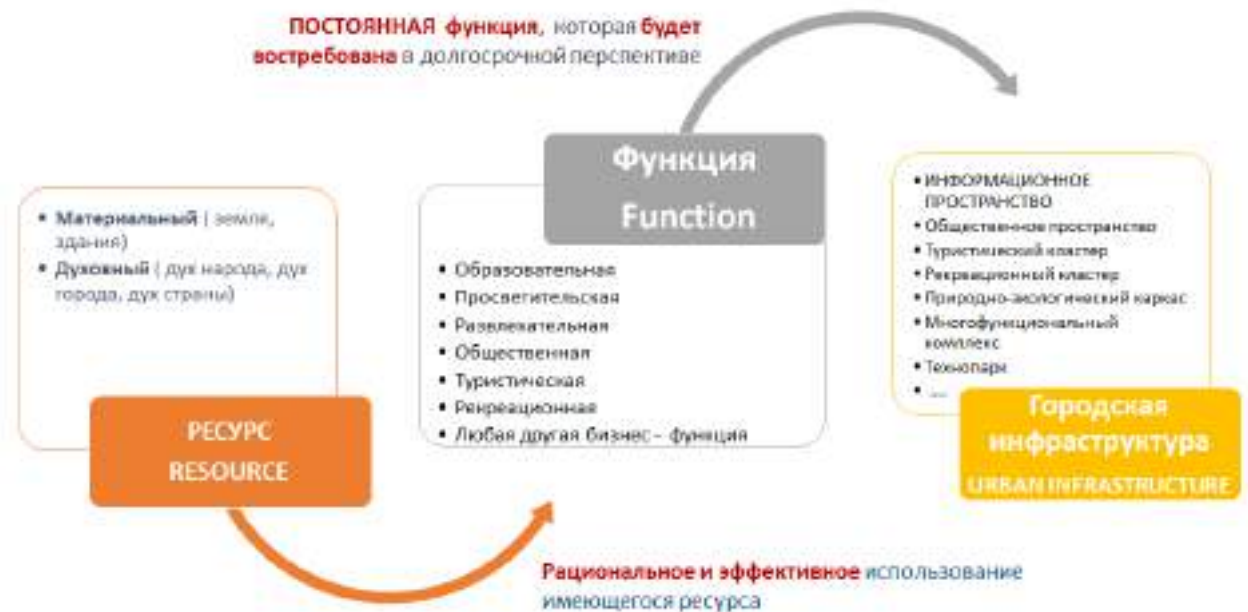 ПОСТОЯННАЯ функция, которая будет
востребована в долгосрочной перспективе
• Материальный ( земля,
здания)
• Духовный ( дух народа, дух
города, дух страны)
РЕСУРС
RESOURCE
Функция
Function
• Образовательная
• Просветительская
• Развлекательная
• Общественная
• Туристическая
• Рекреационная
• Любая другая бизнес – функция
• ИНФОРМАЦИОННОЕ
ПРОСТРАНСТВО
• Общественное пространство
• Туристический кластер
• Рекреационный кластер
• Природно-экологический каркас
• Многофункциональный
комплекс
• Технопарк
• ...
Городская
инфраструктура
URBAN INFRASTRUCTURE
Рациональное и эффективное использование
имеющегося ресурса